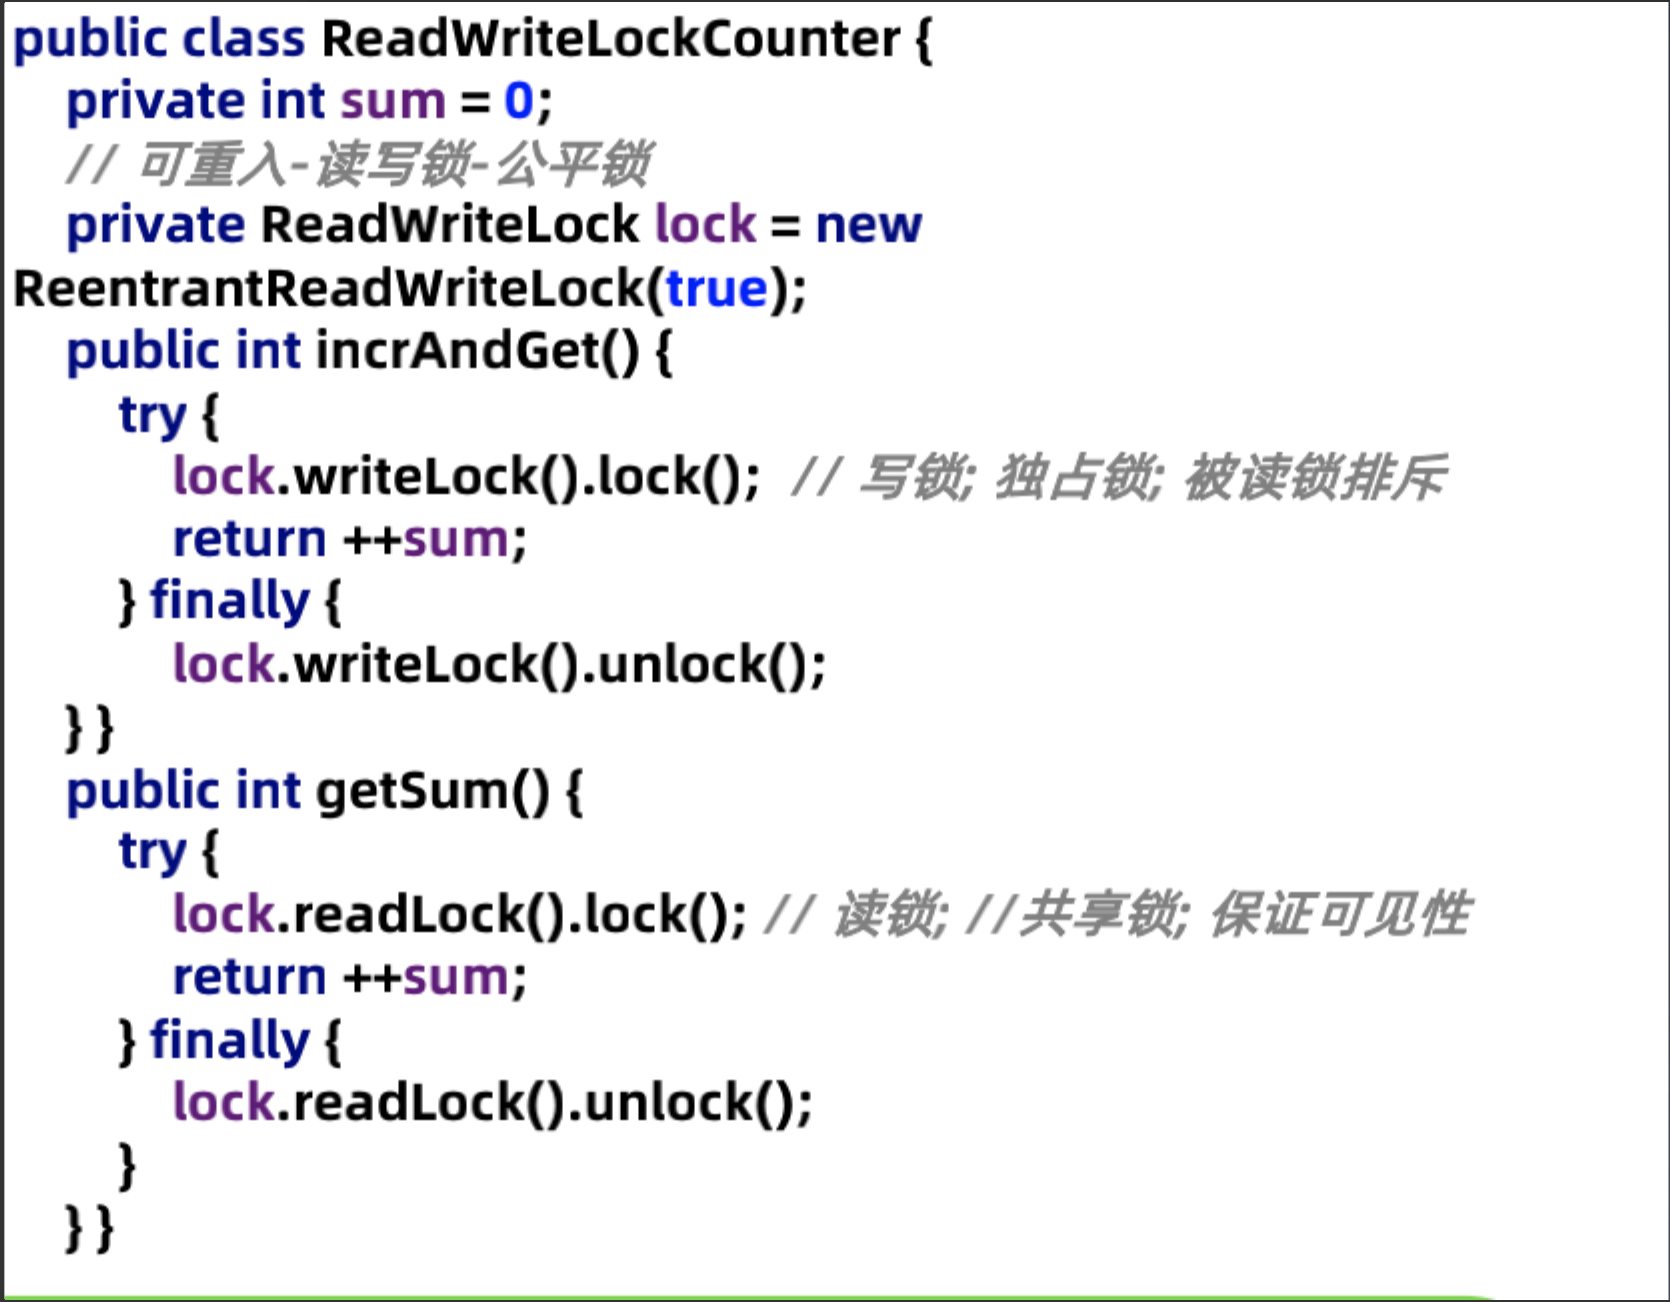 public class ReadWriteLockCounter {
private int sum = 0;
// 可重入-读写锁-公平锁
private ReadWriteLock lock = new
ReentrantReadWriteLock(true);
public int incrAndGet() {
try {
lock.writeLock().lock(); // 写锁; 独占锁; 被读锁排斥
return ++sum;
} finally {
lock.writeLock().unlock();
} }
public int getSum() {
try {
lock.readLock().lock(); // 读锁; //共享锁; 保证可见性
return ++sum;
} finally {
lock.readLock().unlock();
}
} }